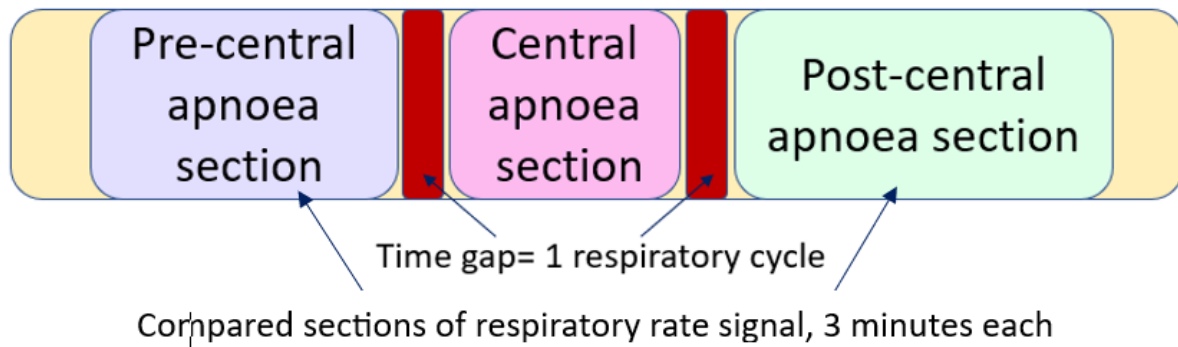 Pre-central
apnoea
section
Central
apnoea
section
Post-central
apnoea section
Time gap= 1 respiratory cycle
Compared sections of respiratory rate signal, 3 minutes each